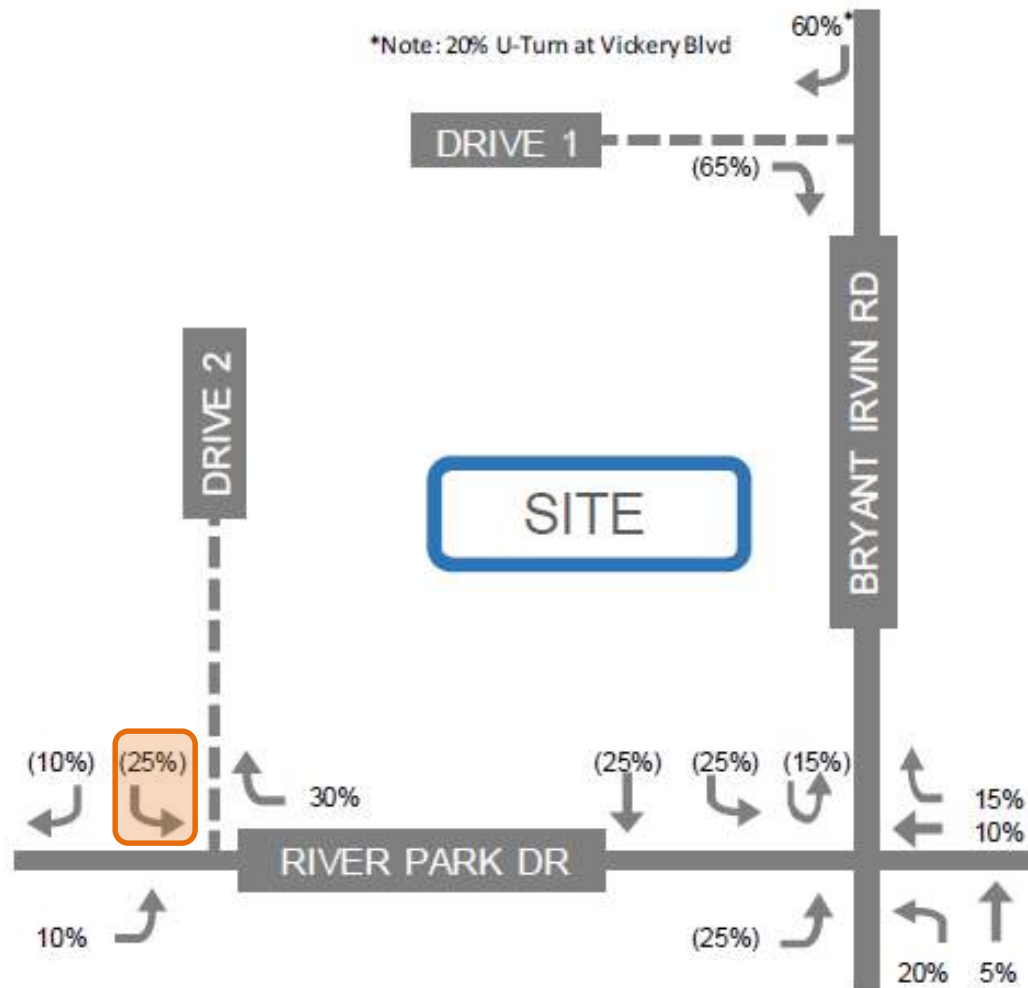 60%*
*Note: 20% U-Turn at Vickery Blvd
DRIVE 1
(65%)
BRYANT IRVIN RD
DRIVE 2
SITE
(10%) (25%)
30%
(25%) (25%) (15%)
15%
10%
RIVER PARK DR
10%
(25%)
20% 5%